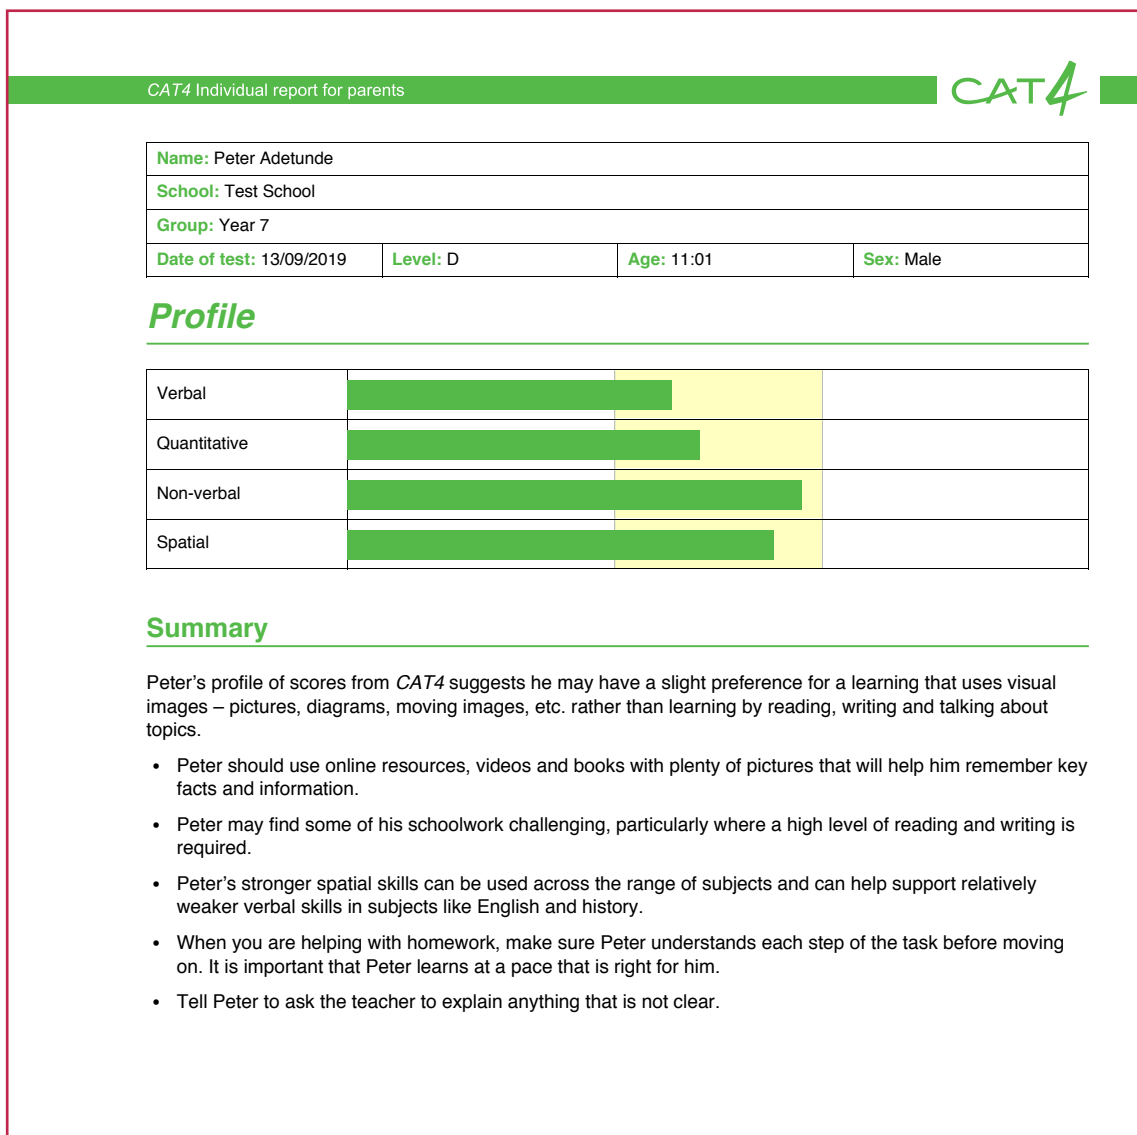 CAT4 Individual report for parents
CAT4
Name: Peter Adetunde
School: Test School
Group: Year 7
Date of test: 13/09/2019 Level: D Age: 11:01 Sex: Male
Profile
Verbal
Quantitative
Non-verbal
Spatial
Summary
Peter’s profile of scores from CAT4 suggests he may have a slight preference for a learning that uses visual
images – pictures, diagrams, moving images, etc. rather than learning by reading, writing and talking about
topics.
• Peter should use online resources, videos and books with plenty of pictures that will help him remember key
facts and information.
• Peter may find some of his schoolwork challenging, particularly where a high level of reading and writing is
required.
• Peter’s stronger spatial skills can be used across the range of subjects and can help support relatively
weaker verbal skills in subjects like English and history.
• When you are helping with homework, make sure Peter understands each step of the task before moving
on. It is important that Peter learns at a pace that is right for him.
• Tell Peter to ask the teacher to explain anything that is not clear.